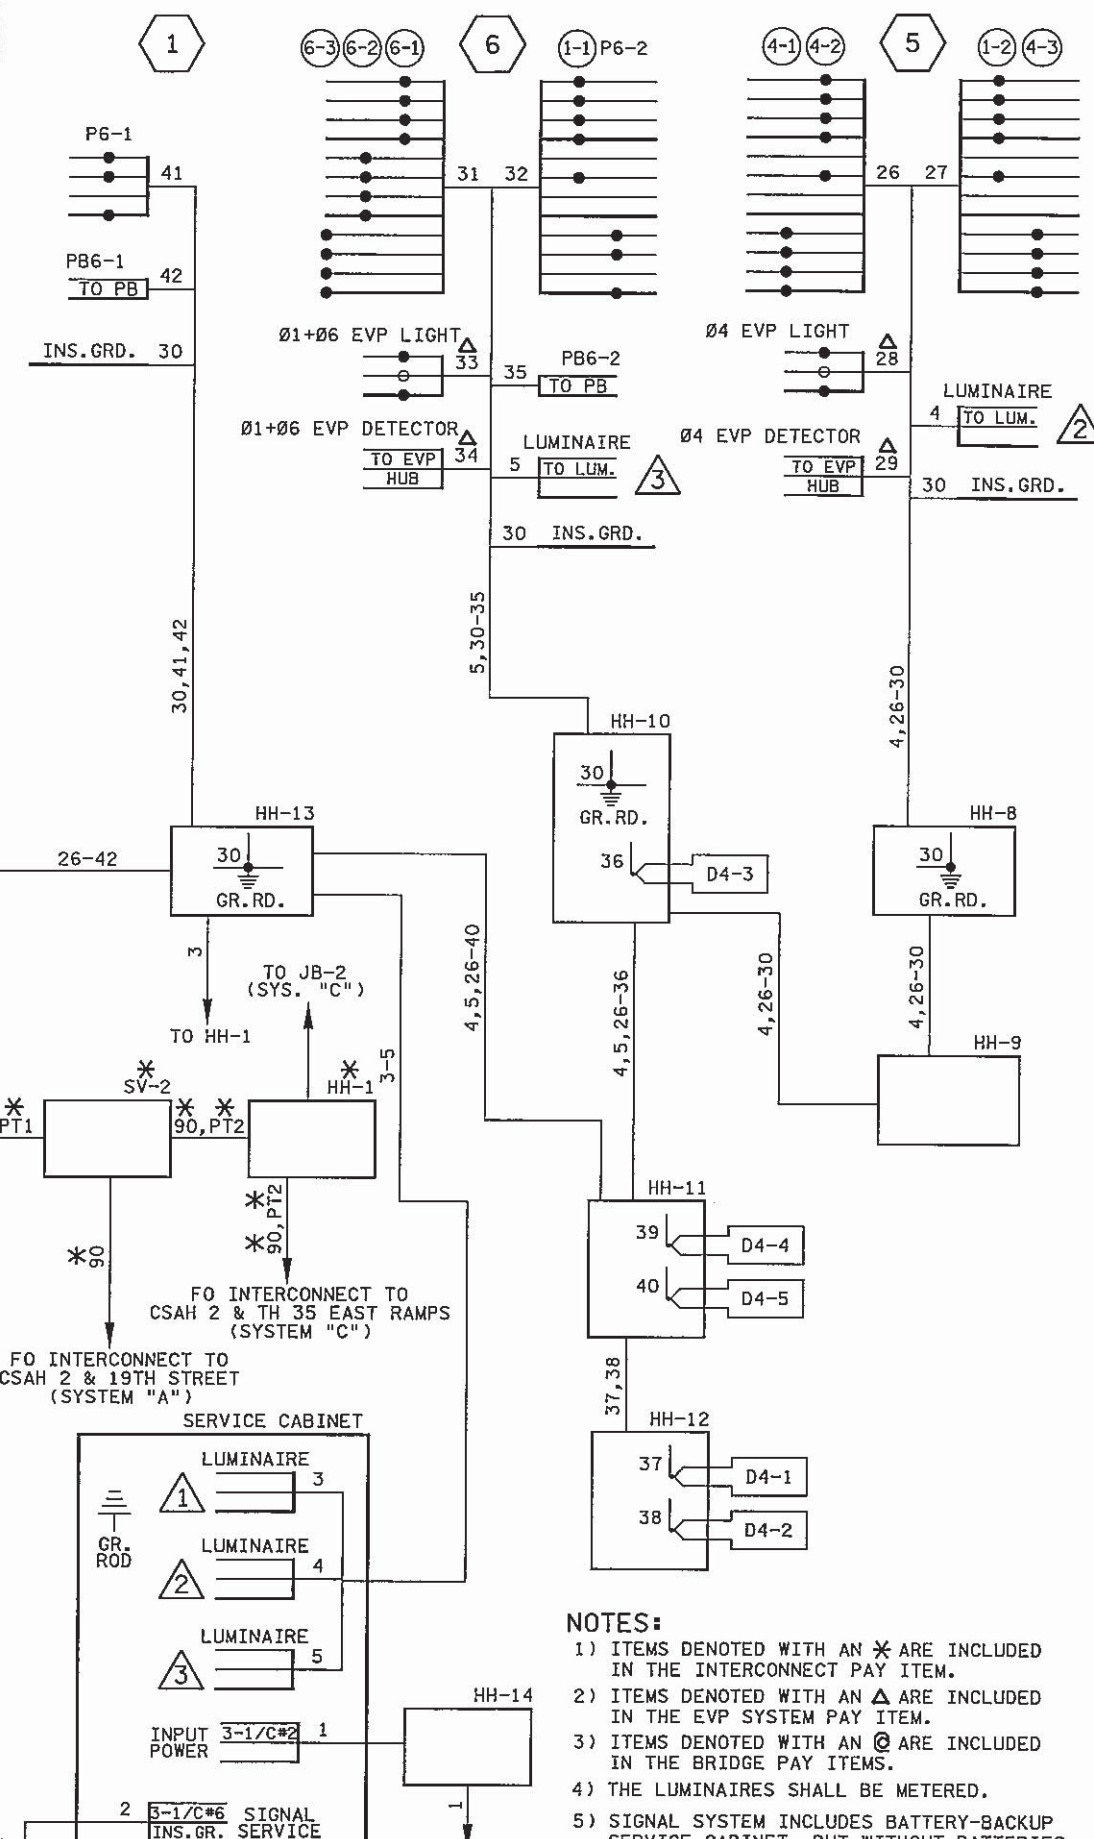 1
6-3 6-2 6-1
6
1-1 P6-2
4-1 4-2
5
1-2 4-3
P6-1
41
31 32
26 27
PB6-1
TO PB
42
INS.GRD. 30
Ø1+Ø6 EVP LIGHT
33
35
PB6-2
TO PB
Ø4 EVP LIGHT
28
Ø1+Ø6 EVP DETECTOR
TO EVP
HUB
34
LUMINAIRE
5
TO LUM.
3
LUMINAIRE
4
TO LUM.
2
Ø4 EVP DETECTOR
TO EVP
HUB
29
30 INS.GRD.
30 INS.GRD.
30,41,42
5,30-35
4,26-30
HH-10
30
GR.RD.
36
D4-3
HH-13
30
GR.RD.
26-42
HH-8
30
GR.RD.
3
TO HH-1
TO JB-2
(SYS. "C")
4,5,26-40
3-5
4,5,26-36
4,26-30
4,26-30
HH-9
*
PT1
*
SV-2
* *
90,PT2
*
HH-1
*
*
90,PT2
*
90
HH-11
39
D4-4
40
D4-5
FO INTERCONNECT TO
CSAH 2 & TH 35 EAST RAMPS
(SYSTEM "C")
FO INTERCONNECT TO
CSAH 2 & 19TH STREET
(SYSTEM "A")
37,38
HH-12
37
D4-1
38
D4-2
SERVICE CABINET
LUMINAIRE
1
3
GR.
ROD
LUMINAIRE
2
4
LUMINAIRE
3
5
INPUT
POWER
3-1/C#2
1
HH-14
1
2
3-1/C#6
INS.GR.
SIGNAL
SERVICE
NOTES:
1) ITEMS DENOTED WITH AN * ARE INCLUDED
IN THE INTERCONNECT PAY ITEM.
2) ITEMS DENOTED WITH AN Δ ARE INCLUDED
IN THE EVP SYSTEM PAY ITEM.
3) ITEMS DENOTED WITH AN @ ARE INCLUDED
IN THE BRIDGE PAY ITEMS.
4) THE LUMINAIRES SHALL BE METERED.
5) SIGNAL SYSTEM INCLUDES BATTERY-BACKUP
SERVICE CABINET, BUT WITHOUT BATTERIES